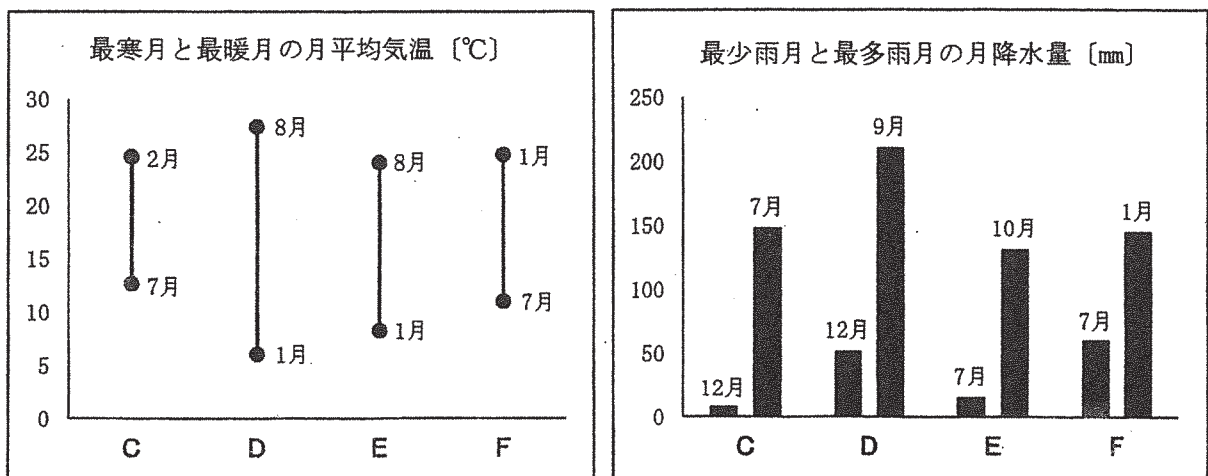 最寒月と最暖月の月平均気温〔℃〕
30
25
20
15
10
5
0
2月
7月
8月
1月
8月
1月
1月
7月
C
D
E
F
最少雨月と最多雨月の月降水量〔㎜〕
250
200
150
100
50
0
12月
7月
12月
9月
7月
10月
7月
1月
C
D
E
F